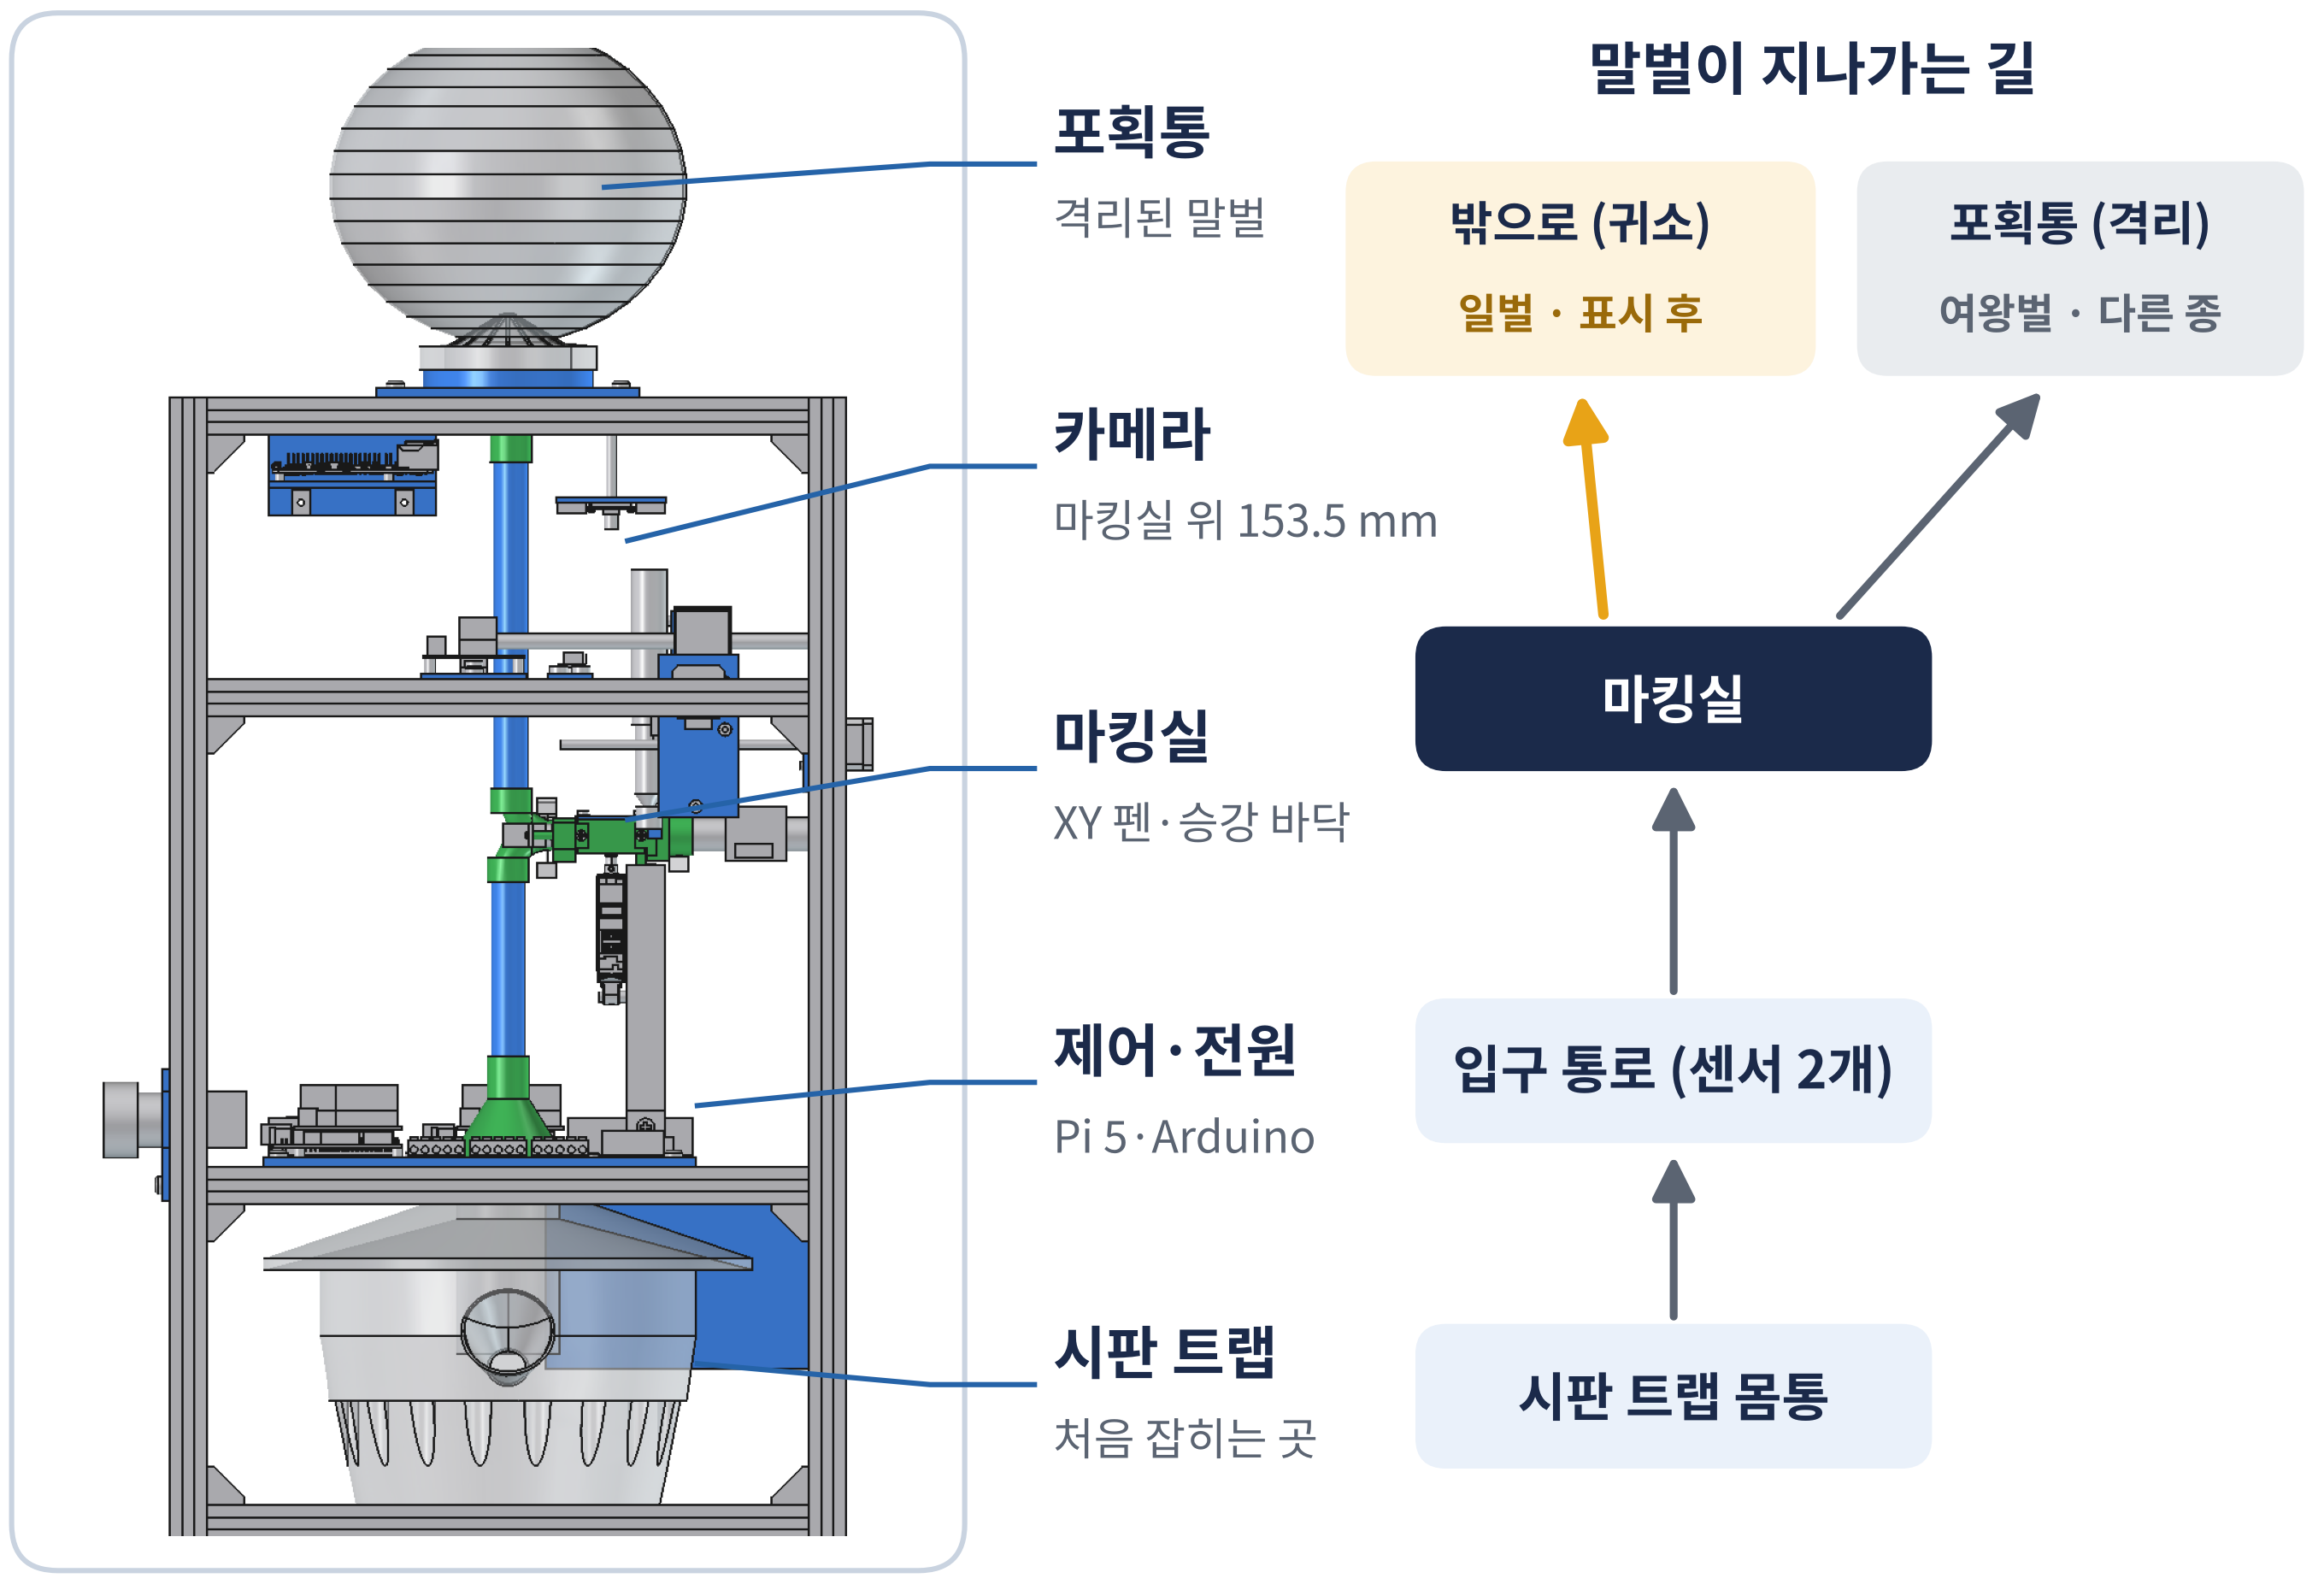 포획통
격리된 말벌
카메라
마킹실 위 153.5 mm
마킹실
XY 펜·승강 바닥
제어·전원
Pi 5·Arduino
시판 트랩
처음 잡히는 곳
말벌이 지나가는 길
밖으로 (귀소)
일벌 · 표시 후
포획통 (격리)
여왕벌 · 다른 종
마킹실
입구 통로 (센서 2개)
시판 트랩 몸통